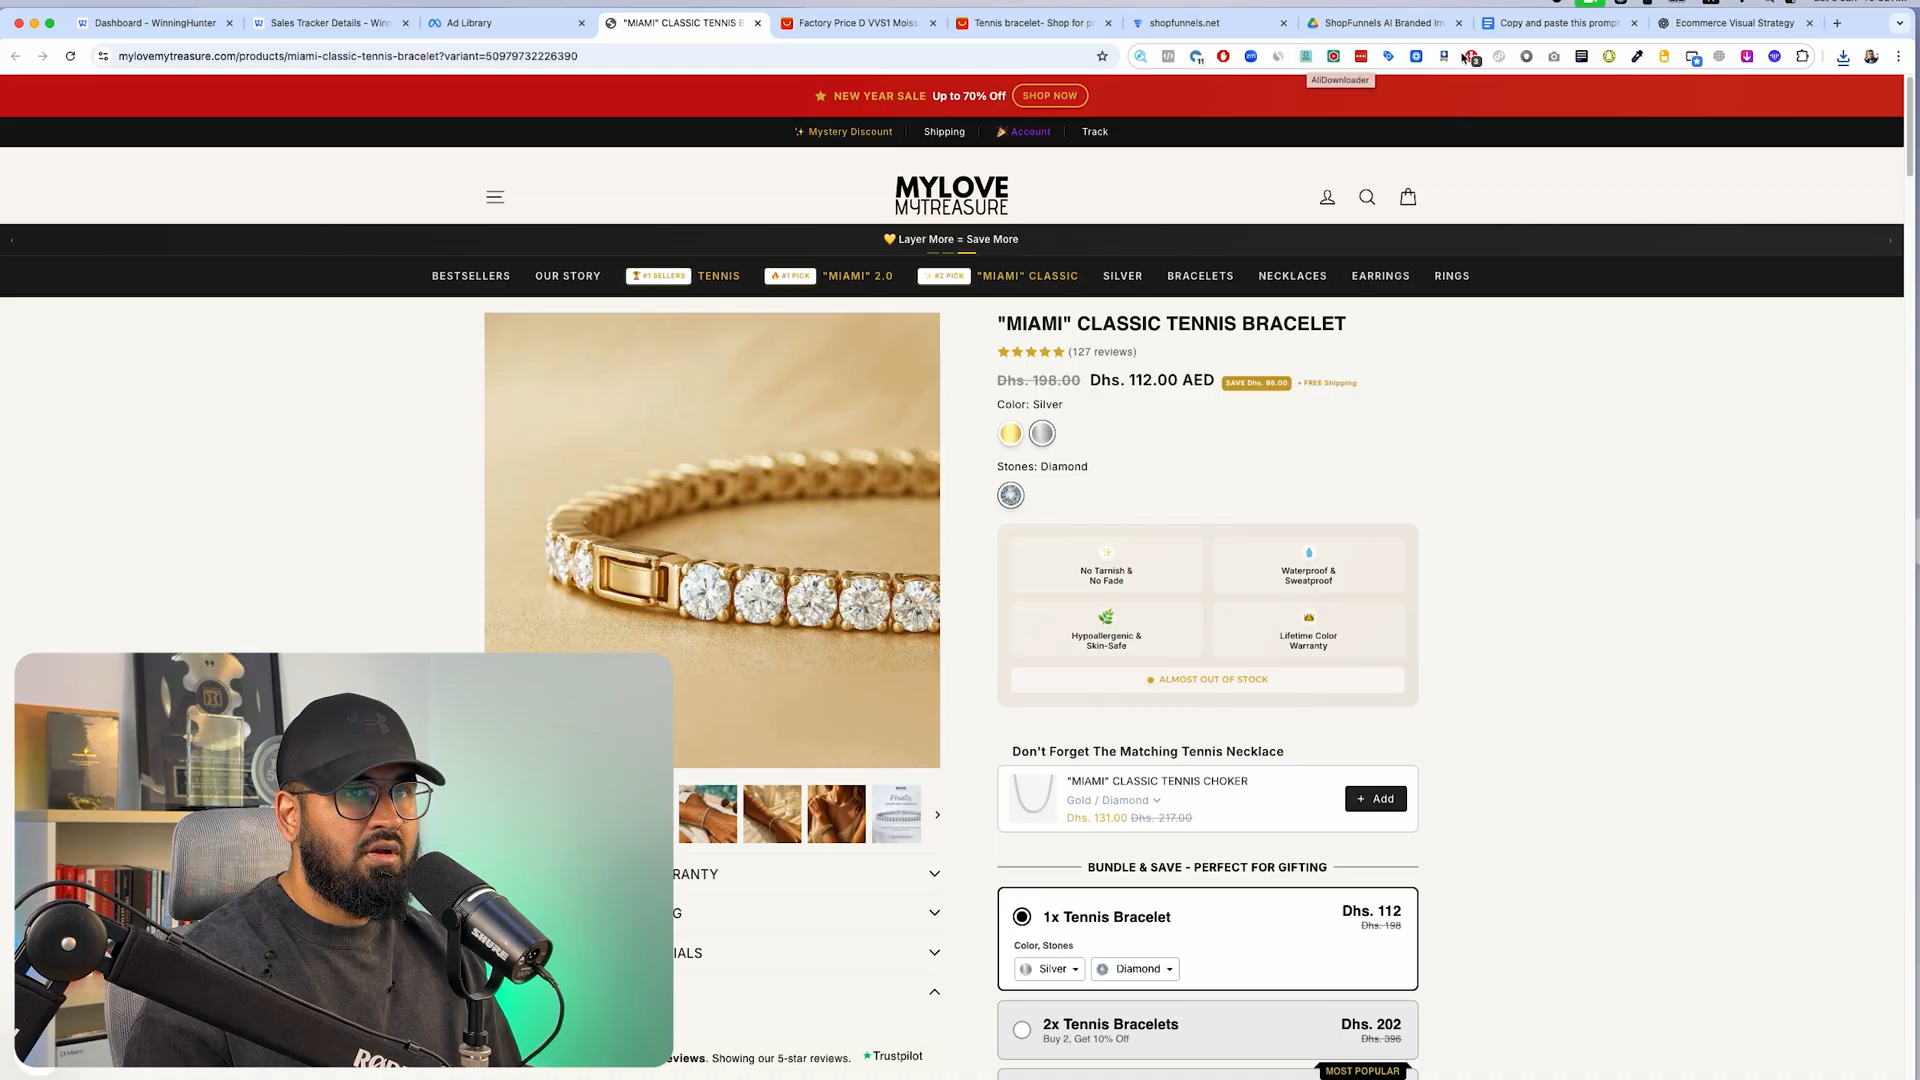 Dashboard - WinningHunter
Sales Tracker Details - Winn
Ad Library
"MIAMI" CLASSIC TENNIS B
Factory Price D VVS1 Moiss
Tennis bracelet- Shop for pr
shopfunnels.net
ShopFunnels AI Branded Im
Copy and paste this prompt
Ecommerce Visual Strategy
mylovemytreasure.com/products/miami-classic-tennis-bracelet?variant=50979732226390
AliDownloader
NEW YEAR SALE Up to 70% Off SHOP NOW
Mystery Discount
Shipping
Account
Track
MYLOVE
MYTREASURE
Layer More = Save More
BESTSELLERS
OUR STORY
#1 SELLERS TENNIS
#1 PICK "MIAMI" 2.0
#2 PICK "MIAMI" CLASSIC
SILVER
BRACELETS
NECKLACES
EARRINGS
RINGS
"MIAMI" CLASSIC TENNIS BRACELET
(127 reviews)
Dhs. 198.00 Dhs. 112.00 AED SAVE Dhs. 86.00 + FREE Shipping
Color: Silver
Stones: Diamond
No Tarnish &
No Fade
Waterproof &
Sweatproof
Hypoallergenic &
Skin-Safe
Lifetime Color
Warranty
ALMOST OUT OF STOCK
Don't Forget The Matching Tennis Necklace
"MIAMI" CLASSIC TENNIS CHOKER
Gold / Diamond
Dhs. 131.00 Dhs. 217.00
+ Add
BUNDLE & SAVE - PERFECT FOR GIFTING
1x Tennis Bracelet
Dhs. 112
Dhs. 198
Color, Stones
Silver
Diamond
2x Tennis Bracelets
Buy 2, Get 10% Off
Dhs. 202
Dhs. 396
MOST POPULAR
Finally,
RANTY
G
IALS
eviews. Showing our 5-star reviews.
Trustpilot
SHURE
RØD